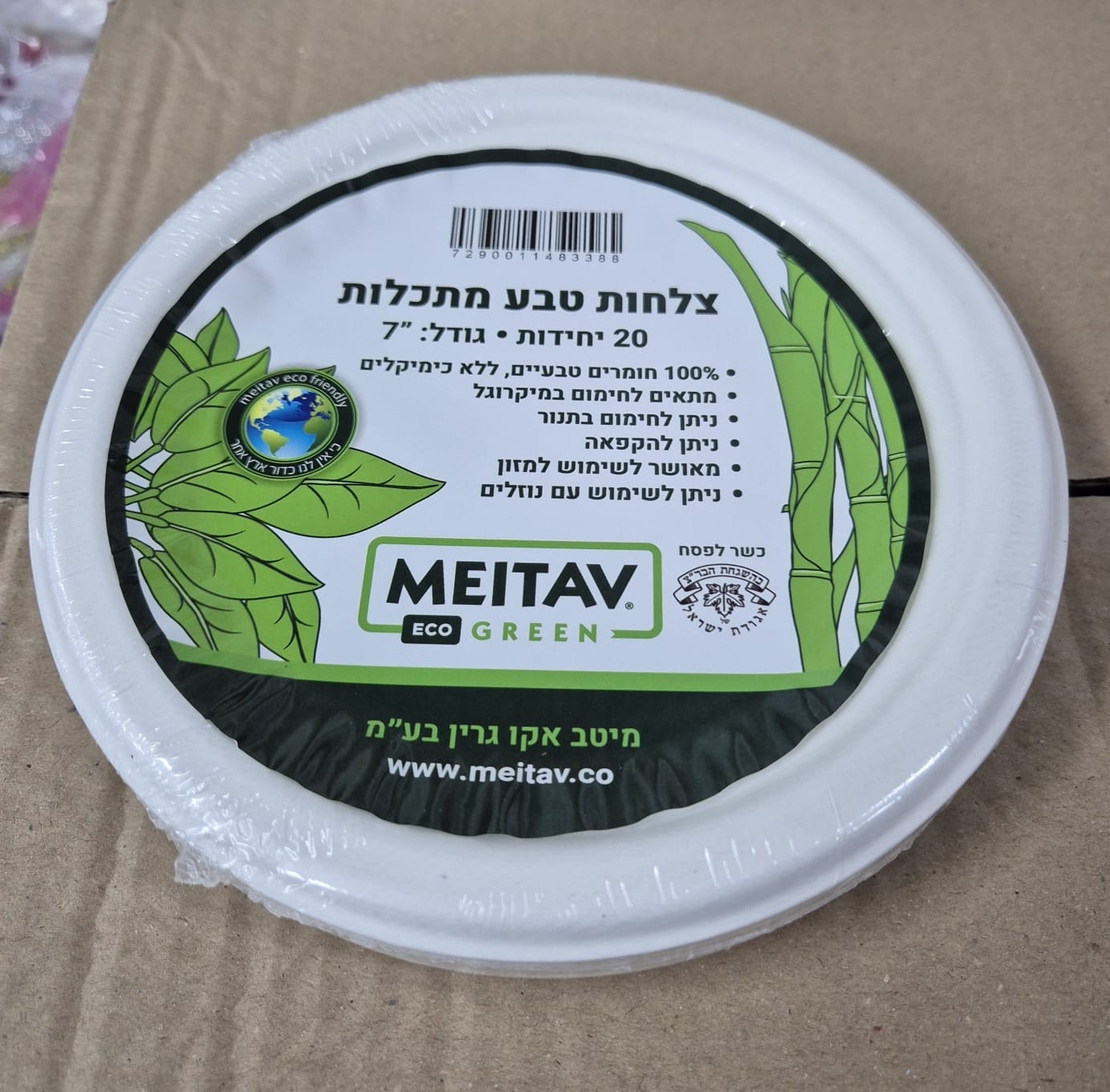 7290011483388
צלחות טבע מתכלות
20 יחידות • גודל: 7”
• 100% חומרים טבעיים, ללא כימיקלים
• מתאים לחימום במיקרוגל
• ניתן לחימום בתנור
• ניתן להקפאה
• מאושר לשימוש למזון
• ניתן לשימוש עם נוזלים
meitav eco friendly
כי אין לנו כדור ארץ אחר
כשר לפסח
בהשגחת הבד"צ
של
אגודת ישראל
MEITAV®
ECO GREEN
מיטב אקו גרין בע”מ
www.meitav.co